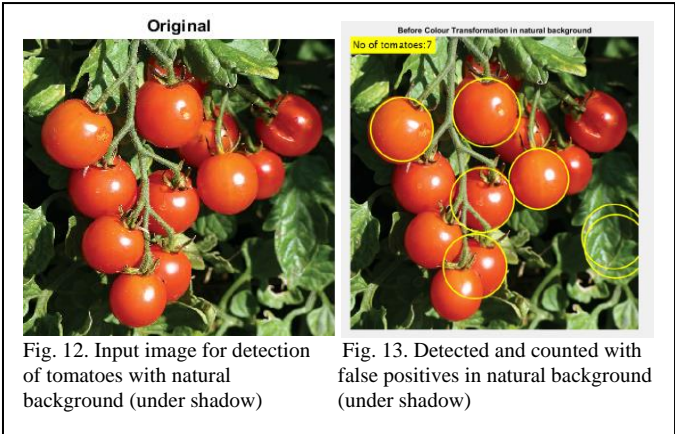 Original
Before Colour Transformation in natural background
No of tomatoes:7
Fig. 12. Input image for detection
of tomatoes with natural
background (under shadow)
Fig. 13. Detected and counted with
false positives in natural background
(under shadow)